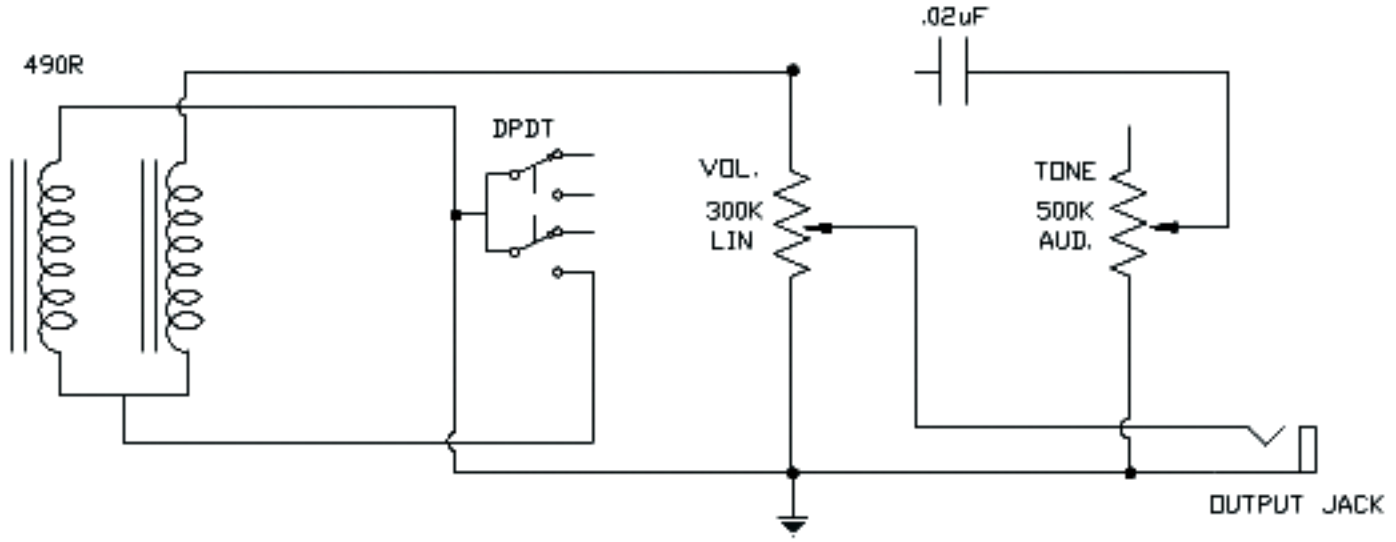 .02uF
490R
DPDT
VOL.
300K
LIN
TONE
500K
AUD.
OUTPUT JACK